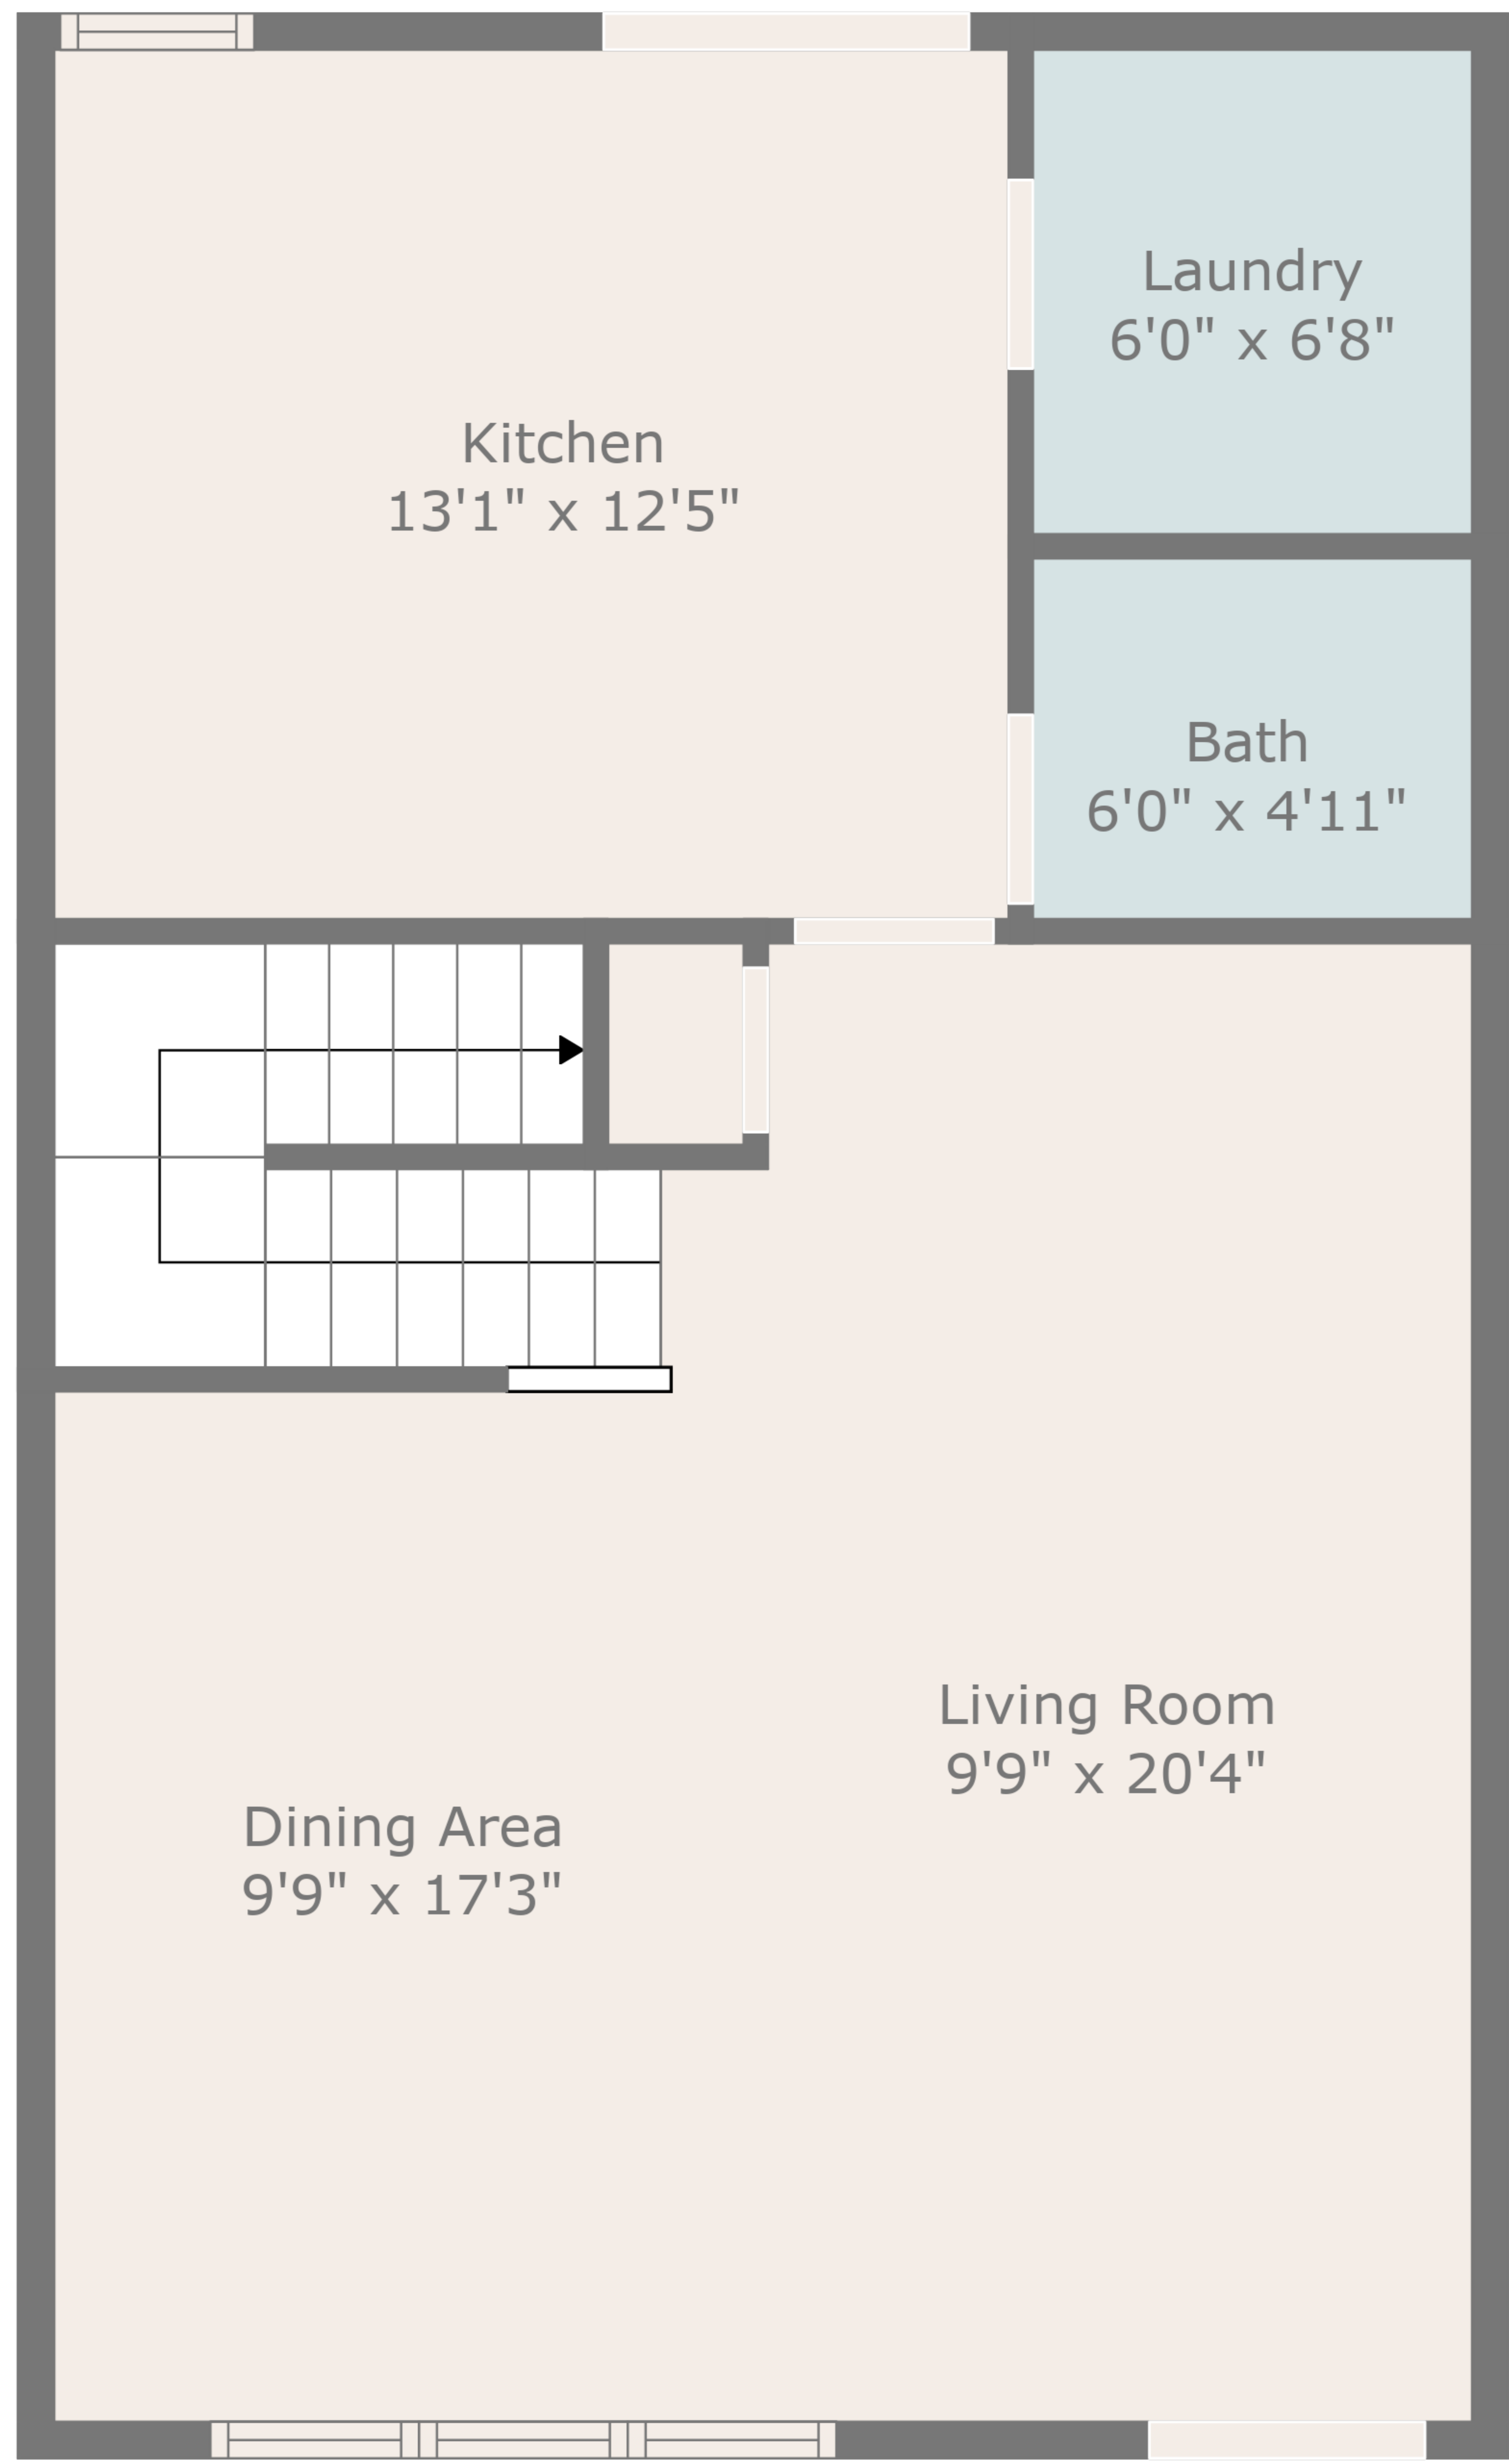 Laundry
6'0" x 6'8"
Kitchen
13'1" x 12'5"
Bath
6'0" x 4'11"
Living Room
9'9" x 20'4"
Dining Area
9'9" x 17'3"